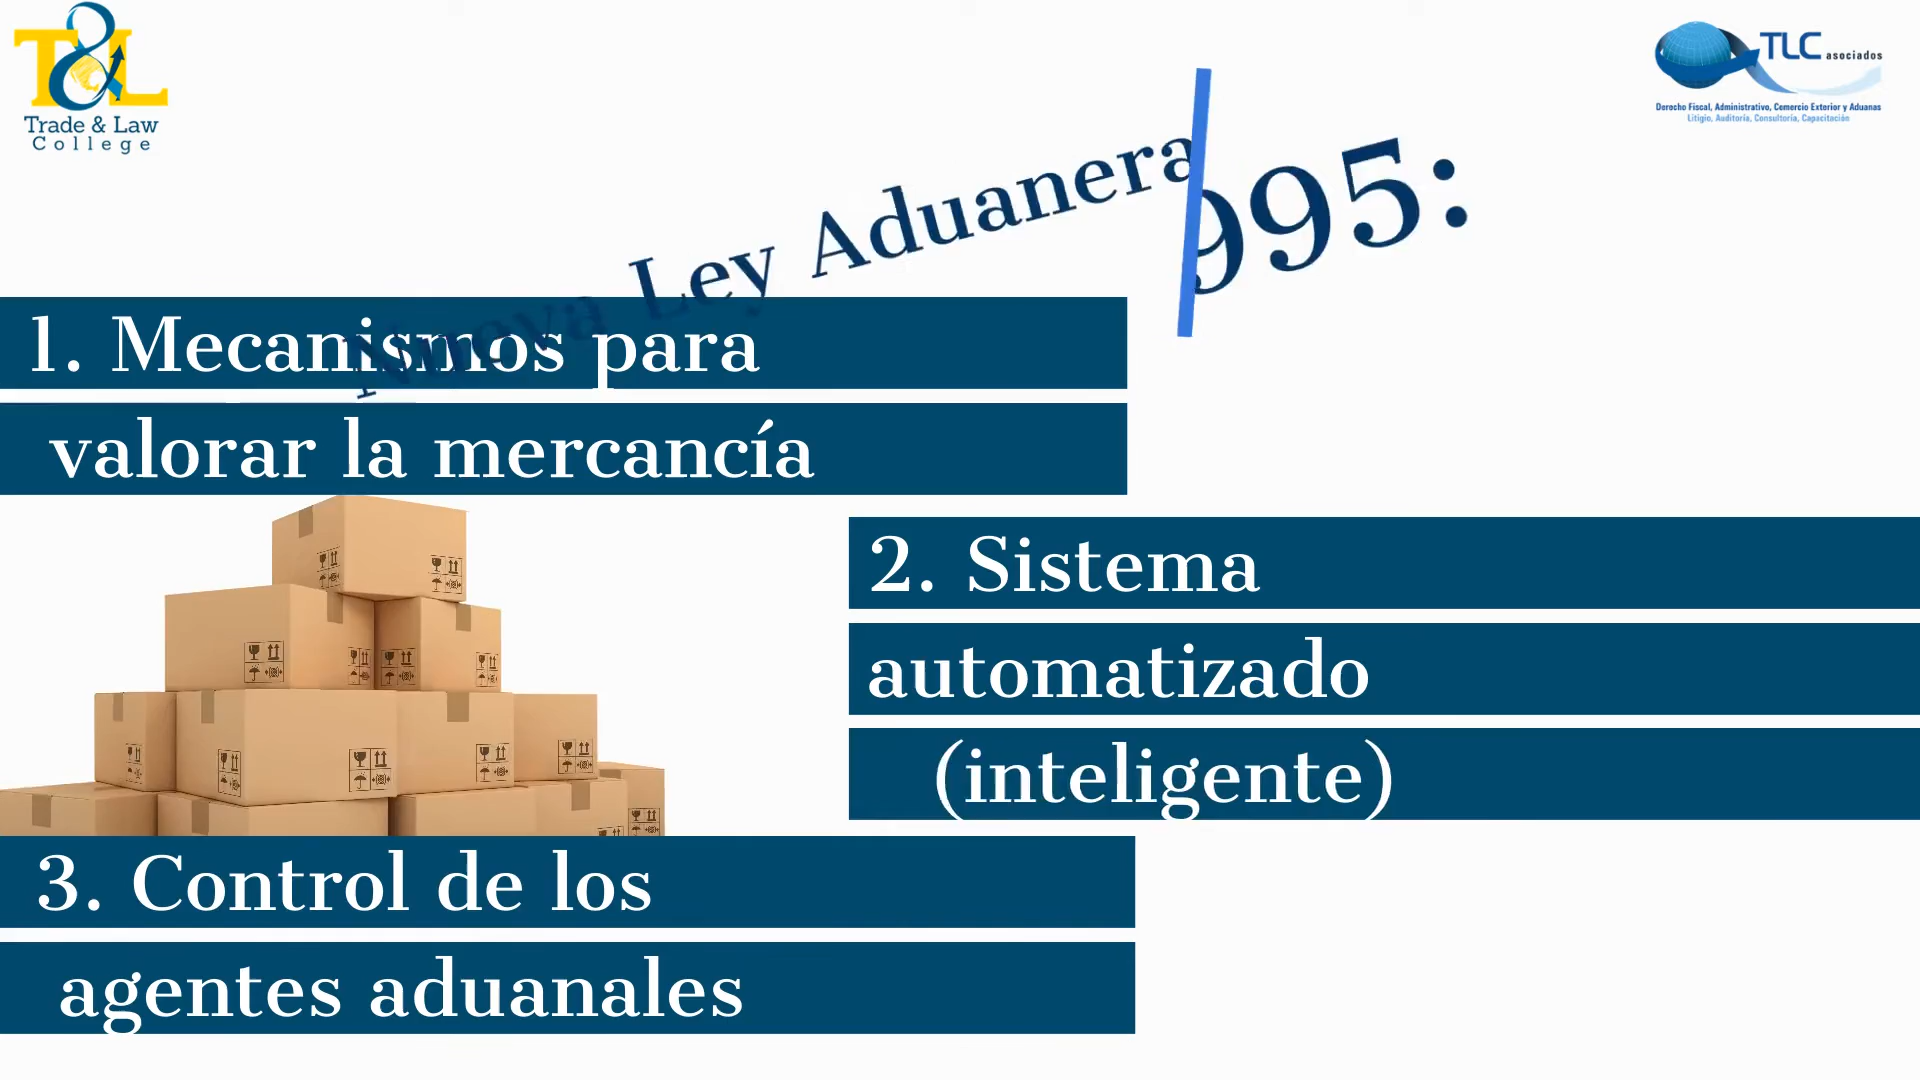 T&L
Trade & Law
College
TLC asociados
Derecho Fiscal, Administrativo, Comercio Exterior y Aduanas
Litigio, Auditoría, Consultoría, Capacitación
Nueva Ley Aduanera
995:
1. Mecanismos para
valorar la mercancía
2. Sistema
automatizado
(inteligente)
3. Control de los
agentes aduanales